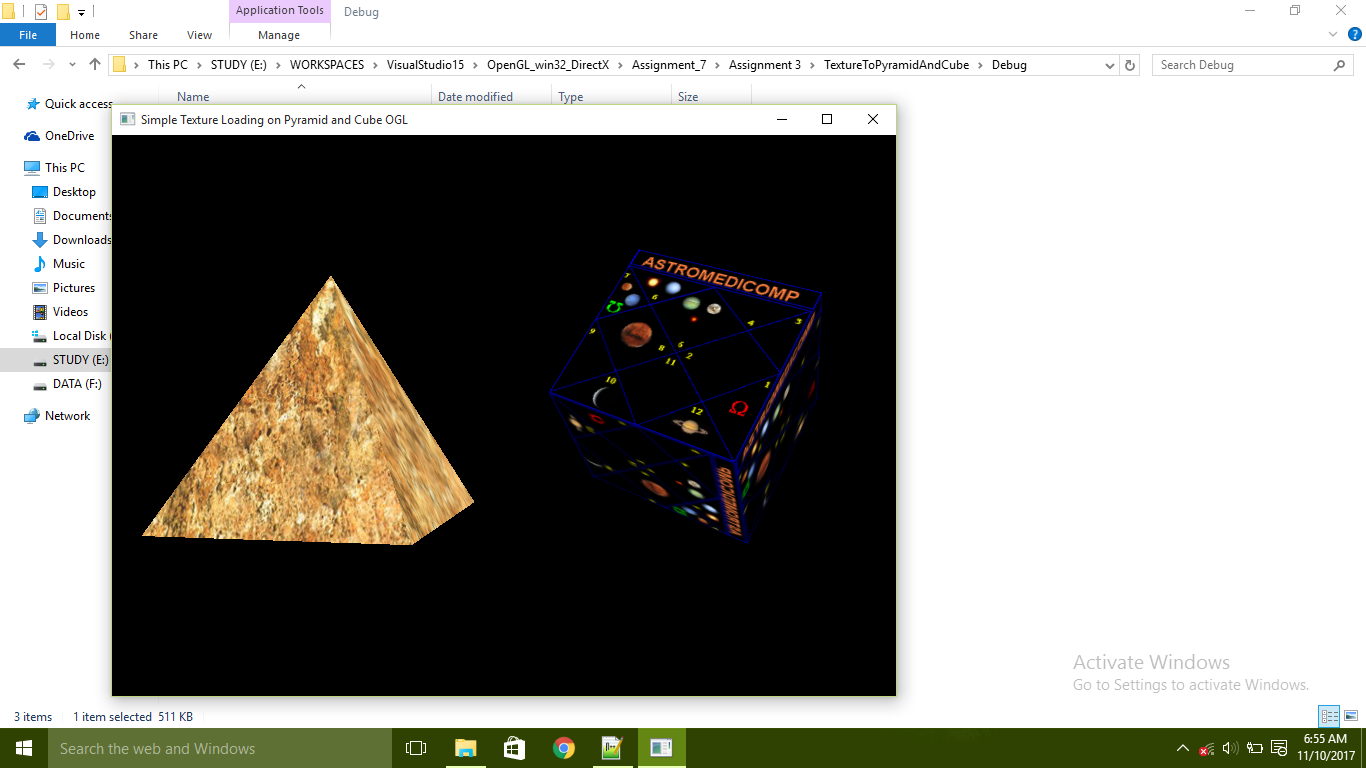 Application Tools
Debug
File
Home
Share
View
Manage
This PC
STUDY (E:)
WORKSPACES
VisualStudio15
OpenGL_win32_DirectX
Assignment_7
Assignment 3
TextureToPyramidAndCube
Debug
Search Debug
Name
Date modified
Type
Size
Quick access
OneDrive
This PC
Desktop
Documents
Downloads
Music
Pictures
Videos
Local Disk (
STUDY (E:)
DATA (F:)
Network
Simple Texture Loading on Pyramid and Cube OGL
ASTROMEDICOMP
7
6
4
3
9
8
5
2
11
10
1
12
Ω
Activate Windows
Go to Settings to activate Windows.
3 items
1 item selected 511 KB
Search the web and Windows
6:55 AM
11/10/2017